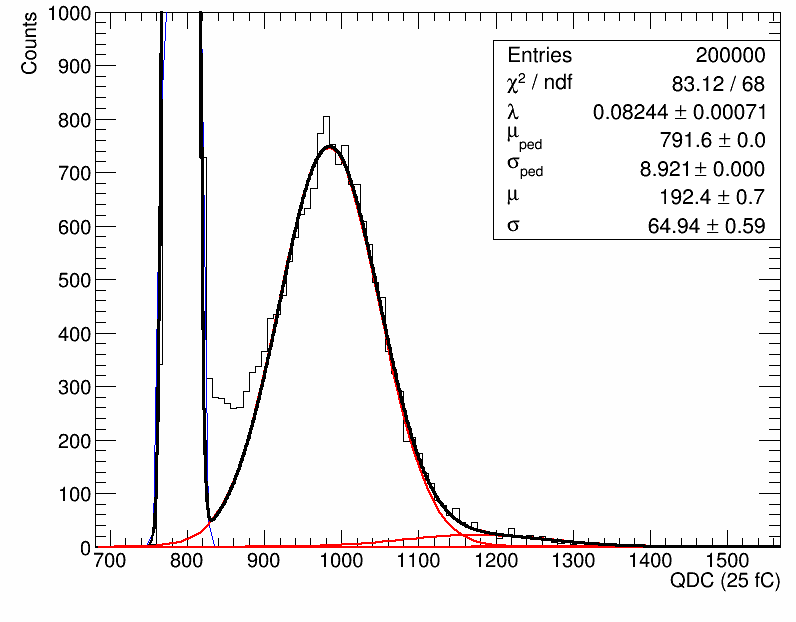 Counts
1000
900
800
700
600
500
400
300
200
100
0
Entries 200000
χ² / ndf 83.12 / 68
λ 0.08244 ± 0.00071
μped 791.6 ± 0.0
σped 8.921 ± 0.000
μ 192.4 ± 0.7
σ 64.94 ± 0.59
700 800 900 1000 1100 1200 1300 1400 1500
QDC (25 fC)